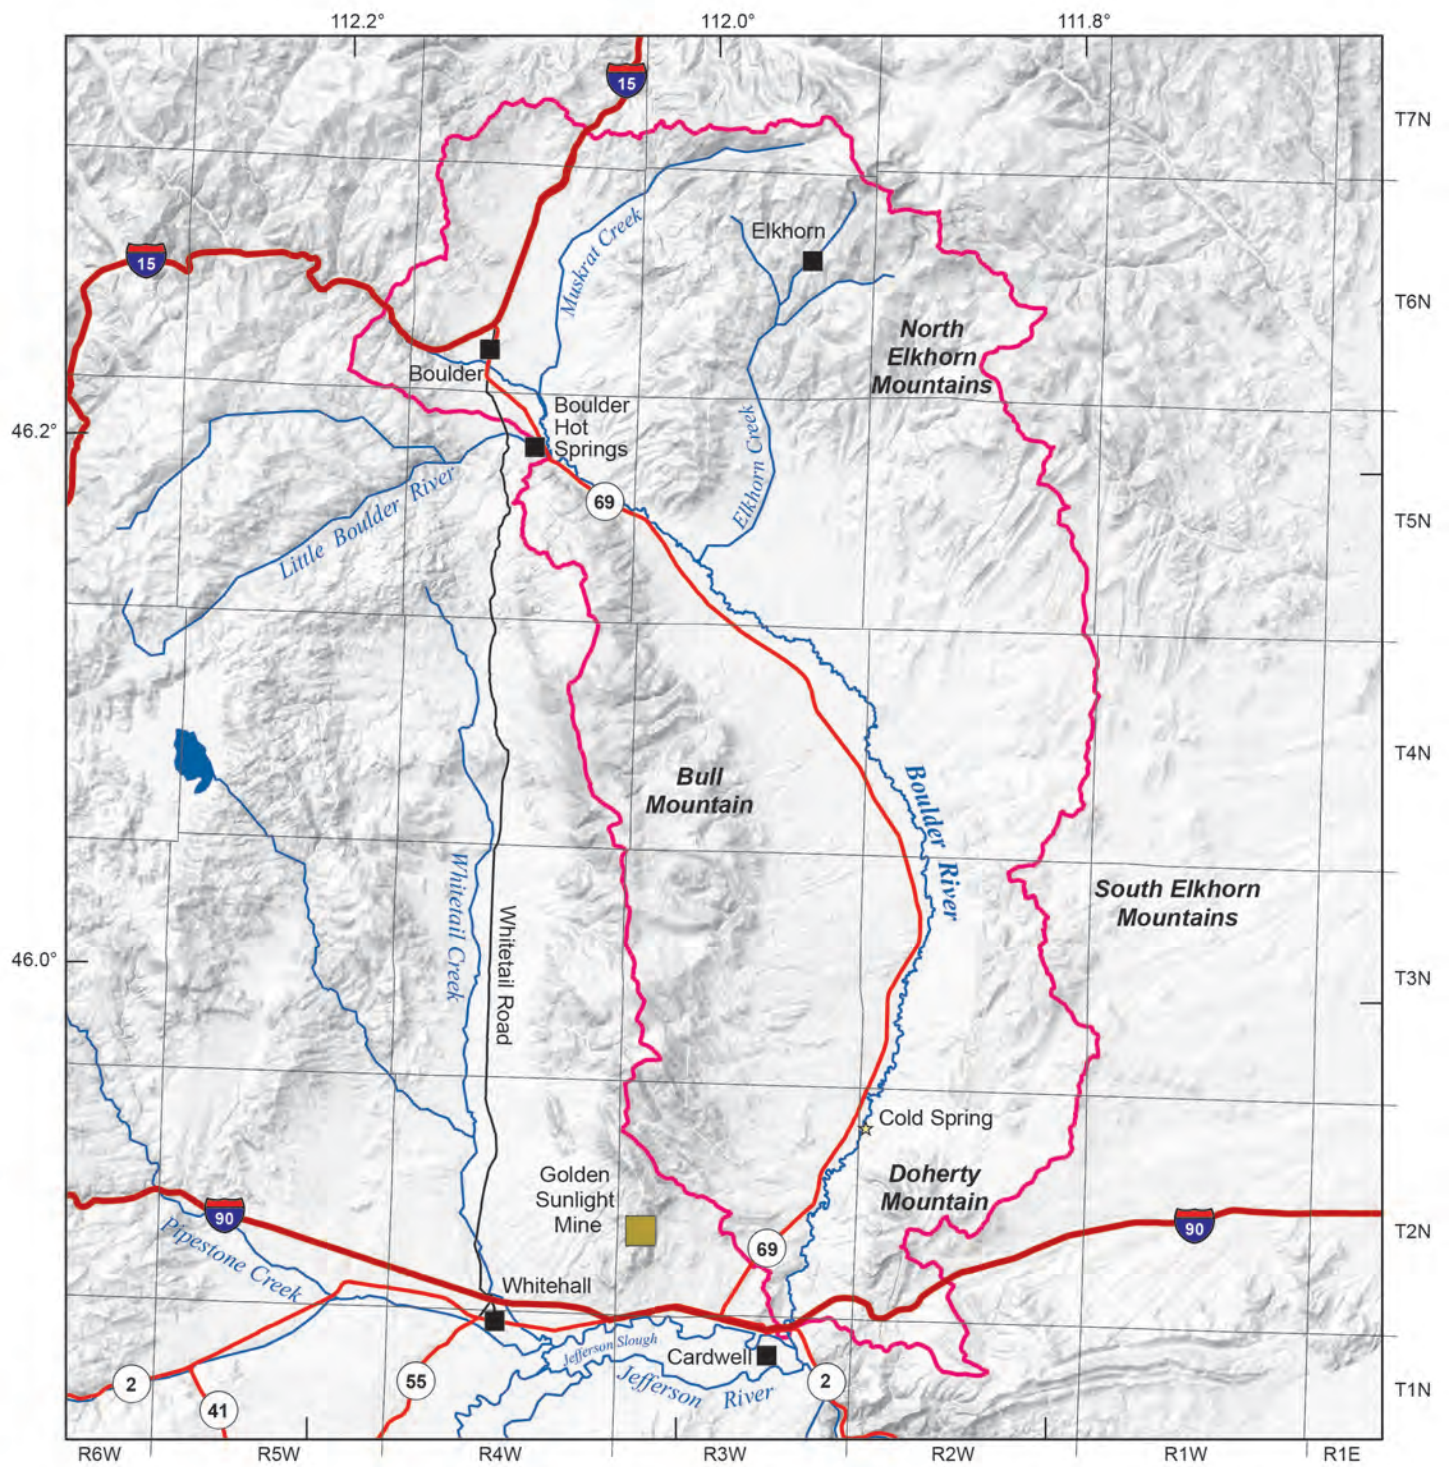 112.2°
112.0°
111.8°
15
T7N
Muskrat Creek
Elkhorn
15
T6N
North
Elkhorn
Mountains
Boulder
Boulder
Hot
Springs
46.2°
Elkhorn Creek
Little Boulder River
69
T5N
Bull
Mountain
Boulder River
T4N
Whitetail Creek
Whitetail Road
South Elkhorn
Mountains
46.0°
T3N
Cold Spring
Golden
Sunlight
Mine
Doherty
Mountain
90
90
T2N
Pipestone Creek
69
Whitehall
Jefferson Slough
Cardwell
Jefferson River
2
55
2
41
T1N
R6W
R5W
R4W
R3W
R2W
R1W
R1E